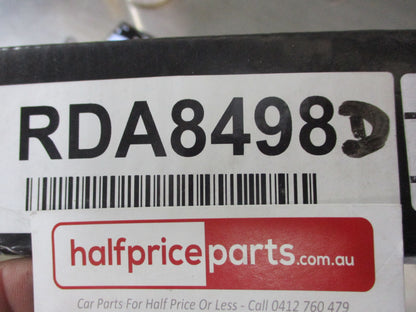 RDA8498D
halfpriceparts.com.au
Car Parts For Half Price Or Less - Call 0412 760 479